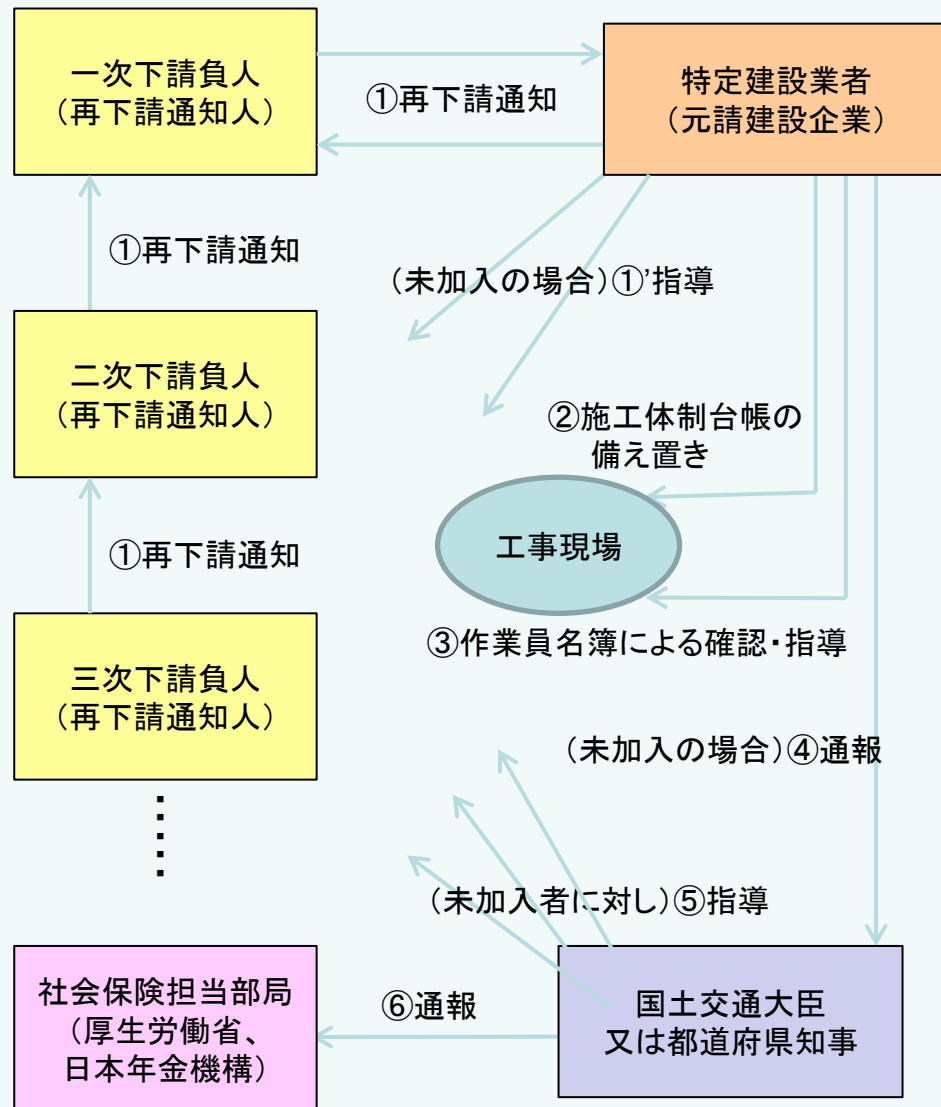 一次下請負人
（再下請通知人）
①再下請通知
特定建設業者
（元請建設企業）
①再下請通知
（未加入の場合）①’指導
二次下請負人
（再下請通知人）
②施工体制台帳の
備え置き
①再下請通知
工事現場
③作業員名簿による確認・指導
三次下請負人
（再下請通知人）
（未加入の場合）④通報
・・・・・
（未加入者に対し）⑤指導
社会保険担当部局
（厚生労働省、
日本年金機構）
⑥通報
国土交通大臣
又は都道府県知事